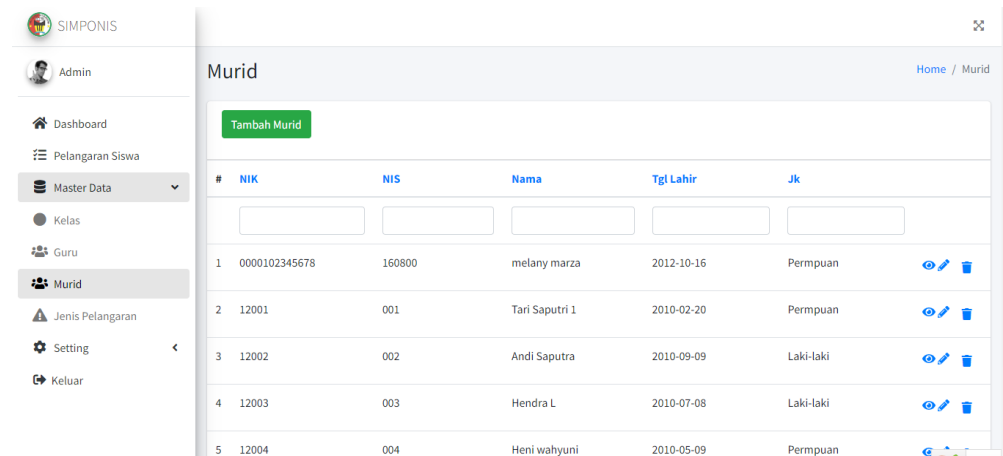 SIMPONIS
Admin
Dashboard
Pelangaran Siswa
Master Data
Kelas
Guru
Murid
Jenis Pelangaran
Setting
Keluar
Murid
Home / Murid
Tambah Murid
# NIK NIS Nama Tgl Lahir Jk
1 0000102345678 160800 melany marza 2012-10-16 Permpuan
2 12001 001 Tari Saputri 1 2010-02-20 Permpuan
3 12002 002 Andi Saputra 2010-09-09 Laki-laki
4 12003 003 Hendra L 2010-07-08 Laki-laki
5 12004 004 Heni wahyuni 2010-05-09 Permpuan